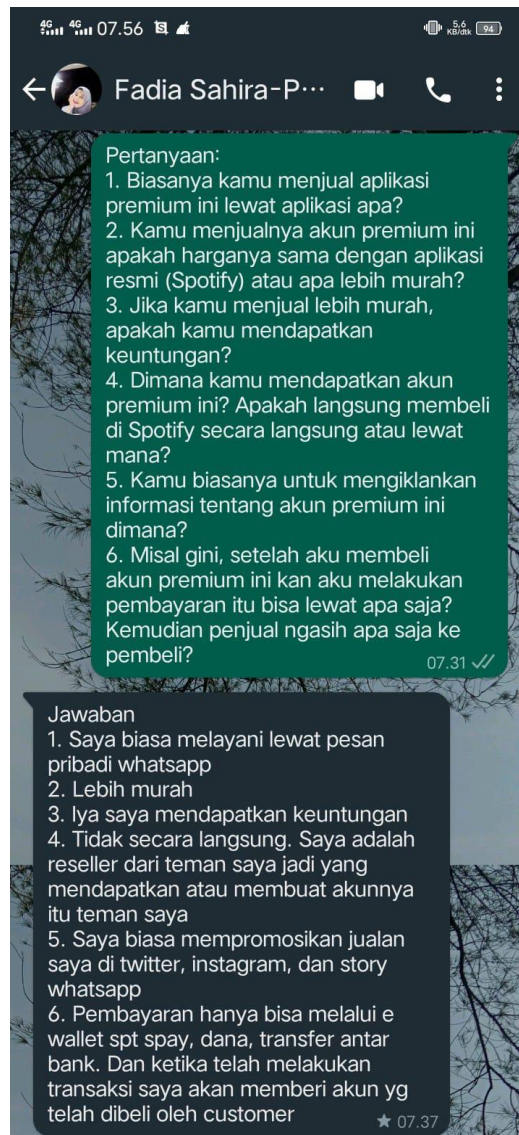 4G 4G 07.56 5,6 KB/dtk 94
Fadia Sahira-P...
Pertanyaan:
1. Biasanya kamu menjual aplikasi
premium ini lewat aplikasi apa?
2. Kamu menjualnya akun premium ini
apakah harganya sama dengan aplikasi
resmi (Spotify) atau apa lebih murah?
3. Jika kamu menjual lebih murah,
apakah kamu mendapatkan
keuntungan?
4. Dimana kamu mendapatkan akun
premium ini? Apakah langsung membeli
di Spotify secara langsung atau lewat
mana?
5. Kamu biasanya untuk mengiklankan
informasi tentang akun premium ini
dimana?
6. Misal gini, setelah aku membeli
akun premium ini kan aku melakukan
pembayaran itu bisa lewat apa saja?
Kemudian penjual ngasih apa saja ke
pembeli?
07.31
Jawaban
1. Saya biasa melayani lewat pesan
pribadi whatsapp
2. Lebih murah
3. Iya saya mendapatkan keuntungan
4. Tidak secara langsung. Saya adalah
reseller dari teman saya jadi yang
mendapatkan atau membuat akunnya
itu teman saya
5. Saya biasa mempromosikan jualan
saya di twitter, instagram, dan story
whatsapp
6. Pembayaran hanya bisa melalui e
wallet spt spay, dana, transfer antar
bank. Dan ketika telah melakukan
transaksi saya akan memberi akun yg
telah dibeli oleh customer
07.37